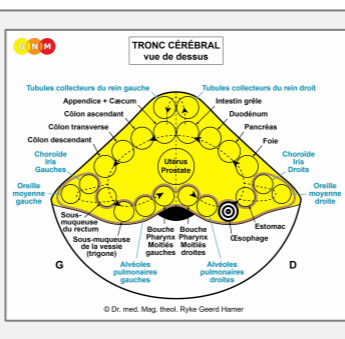 GNM
TRONC CÉRÉBRAL
vue de dessus
Tubules collecteurs du rein gauche
Tubules collecteurs du rein droit
Appendice + Cæcum
Intestin grêle
Côlon ascendant
Duodénum
Côlon transverse
Pancréas
Côlon descendant
Foie
Choroïde
Iris
Gauches
Choroïde
Iris
Droits
Utérus
Prostate
Oreille
moyenne
gauche
Oreille
moyenne
droite
Sous-
muqueuse
du rectum
Sous-muqueuse
de la vessie
(trigone)
Bouche
Pharynx
Moitiés
gauches
Bouche
Pharynx
Moitiés
droites
Estomac
Œsophage
Alvéoles
pulmonaires
gauches
Alvéoles
pulmonaires
droites
G
D
© Dr. med. Mag. theol. Ryke Geerd Hamer